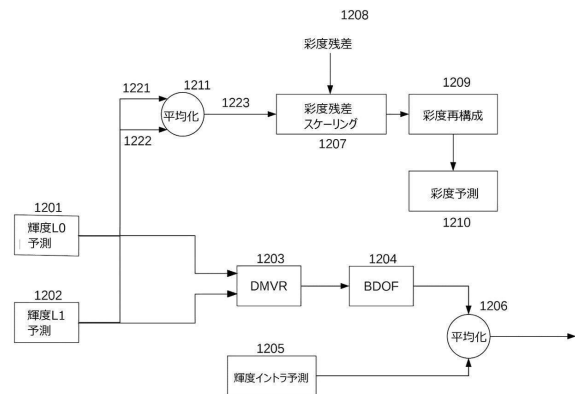 1208
彩度残差
1221
1211
平均化
1222
1223
彩度残差
スケーリング
1207
1209
彩度再構成
彩度予測
1210
1201
輝度L0
予測
1202
輝度L1
予測
1203
DMVR
1204
BDOF
1206
平均化
1205
輝度イントラ予測